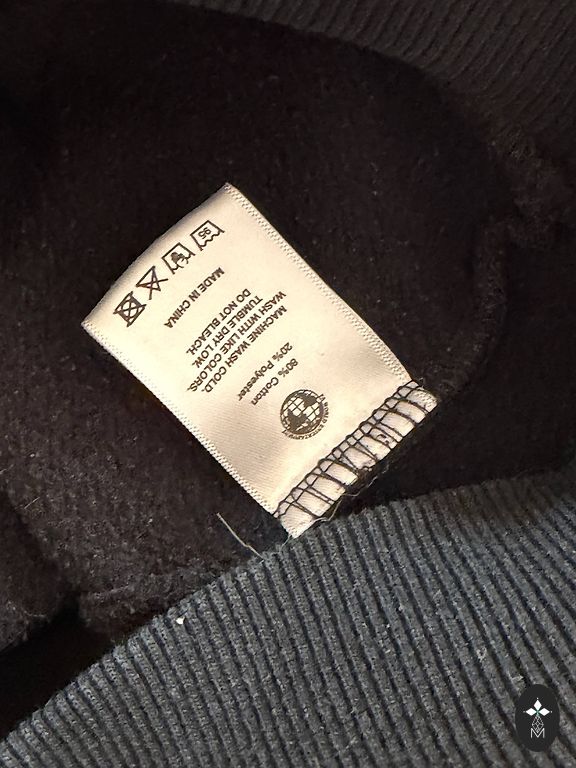 80% Cotton
20% Polyester
MACHINE WASH COLD.
WASH WITH LIKE COLORS.
TUMBLE DRY LOW.
DO NOT BLEACH.
MADE IN CHINA
95
M